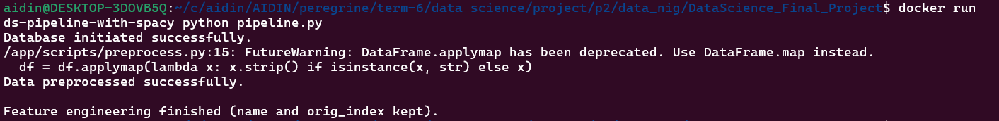 aidin@DESKTOP-3DOVB5Q:~/c/aidin/AIDIN/peregrine/term-6/data science/project/p2/data_nig/DataScience_Final_Project$ docker run
ds-pipeline-with-spacy python pipeline.py
Database initiated successfully.
/app/scripts/preprocess.py:15: FutureWarning: DataFrame.applymap has been deprecated. Use DataFrame.map instead.
  df = df.applymap(lambda x: x.strip() if isinstance(x, str) else x)
Data preprocessed successfully.

Feature engineering finished (name and orig_index kept).